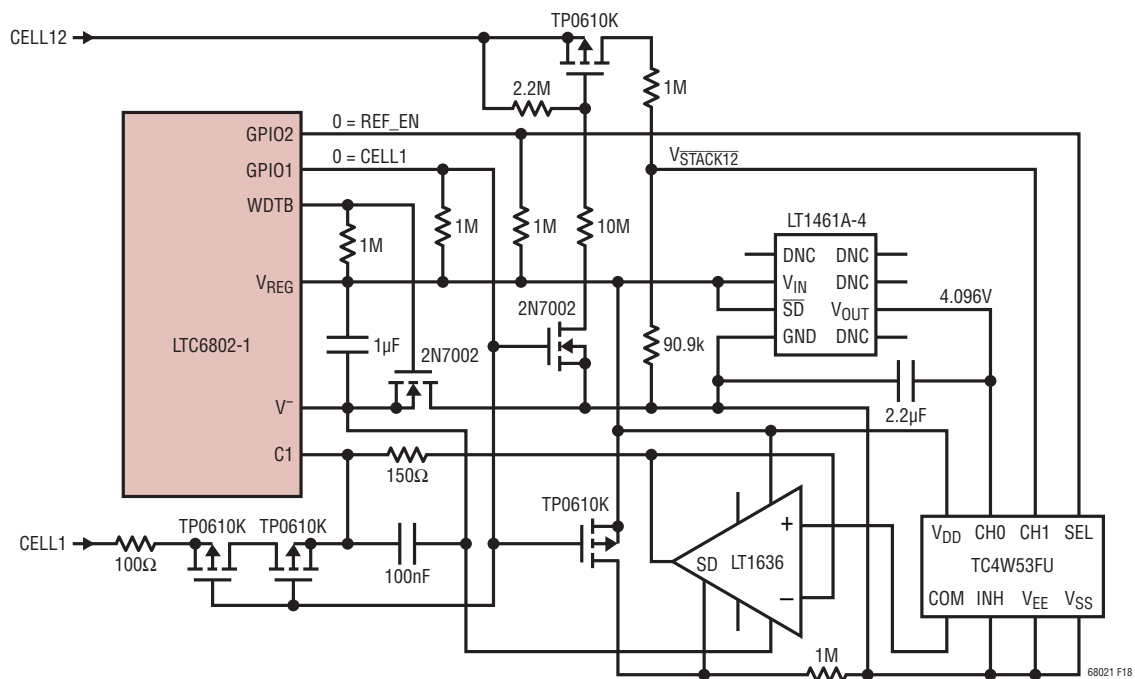 TP0610K
CELL12
2.2M
1M
GPIO2
0 = REF_EN
GPIO1
0 = CELL1
VSTACK12
WDTB
1M
1M
1M
10M
LT1461A-4
DNC DNC
VIN DNC
SD VOUT
GND DNC
4.096V
VREG
2N7002
LTC6802-1
1µF
2N7002
90.9k
2.2µF
V–
C1
150Ω
TP0610K
TP0610K TP0610K
CELL1
100Ω
100nF
+
SD LT1636
–
VDD CH0 CH1 SEL
TC4W53FU
COM INH VEE VSS
1M
68021 F18